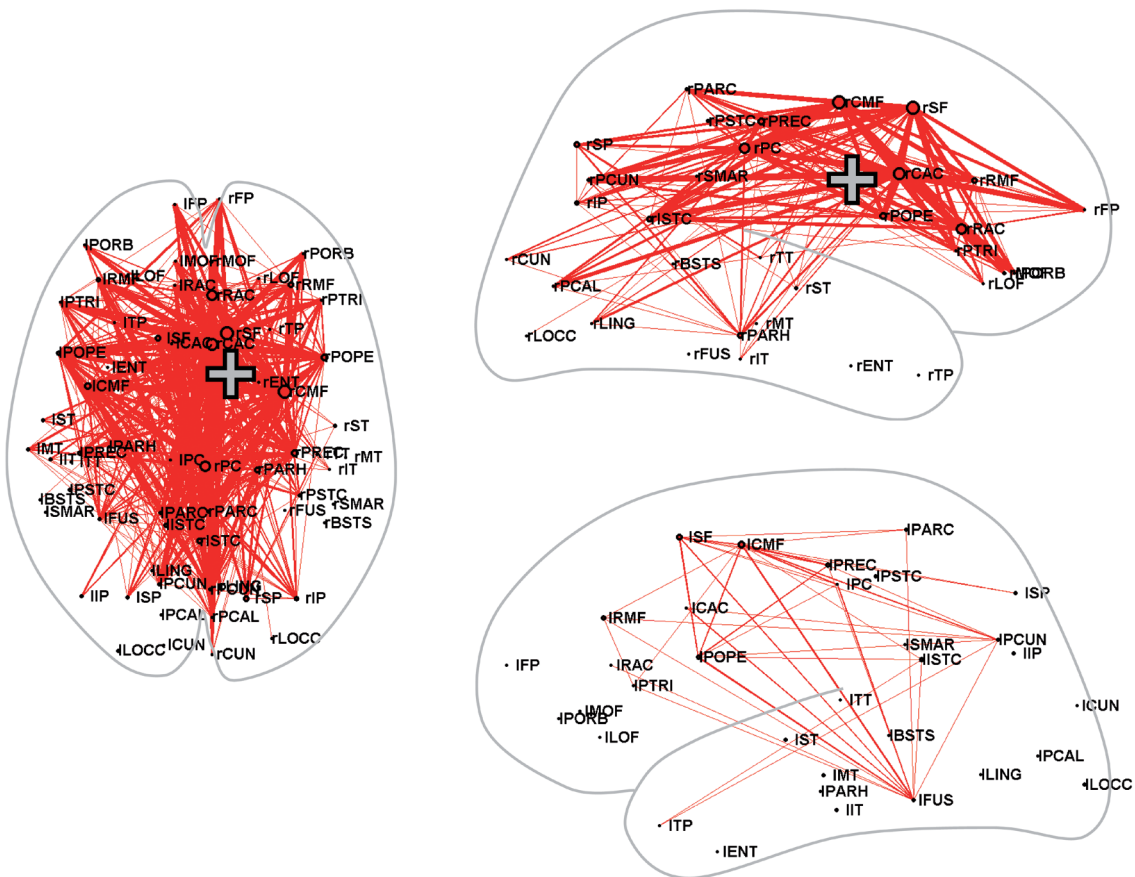 lFP
rFP
lPORB
rPORB
lMOF
rMOF
lLOF
lRMF
rLOF
rRMF
lRAC
rRAC
lPTRI
rPTRI
lTP
lSF
rSF
rTP
lCAC
rCAC
lPOPE
rPOPE
lENT
rENT
lCMF
rCMF
lST
rST
lMT
lPREC
lPARH
rPREC
rTT
rMT
lIT
lTT
lPC
rPC
rPARH
rIT
lPSTC
rPSTC
lBSTS
rSMAR
lSMAR
lFUS
lPARC
rPARC
rFUS
rBSTS
lSTC
lISTC
rISTC
lLING
rLING
lPCUN
rPCUN
lIP
lSP
rSP
rIP
lPCAL
rPCAL
lLOCC
lCUN
rCUN
rLOCC
rPARC
rCMF
rSF
rPSTC
rPREC
rSP
rPC
rPCUN
rSMAR
rCAC
rRMF
rIP
rISTC
rPOPE
rFP
rRAC
rPTRI
rCUN
rBSTS
rTT
rPORB
rLOF
rPCAL
rST
rLING
rMT
rLOCC
rPARH
rFUS
rIT
rENT
rTP
lSF
lCMF
lPARC
lPREC
lPC
lPSTC
lSP
lCAC
lRMF
lPCUN
lSMAR
lIP
lPOPE
lISTC
lFP
lRAC
lPTRI
lTT
lCUN
lMOF
lPORB
lLOF
lST
lBSTS
lPCAL
lMT
lLING
lLOCC
lPARH
lFUS
lIT
lTP
lENT